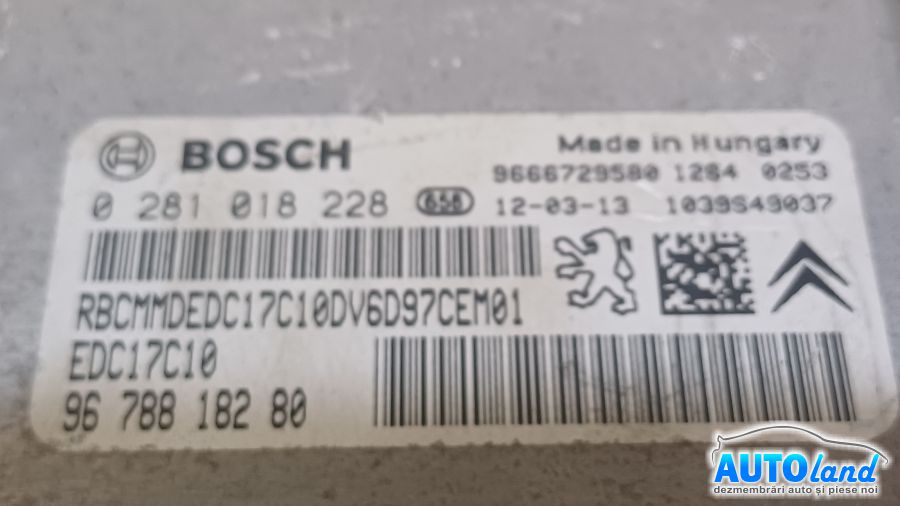 BOSCH Made in Hungary
9666729580 1284 0253
0 281 018 228 658 12-03-13 1039S49037
RBCMMDEDC17C10DV6D97CEM01
EDC17C10
96 788 182 80
AUTOland
dezmembrări auto și piese noi